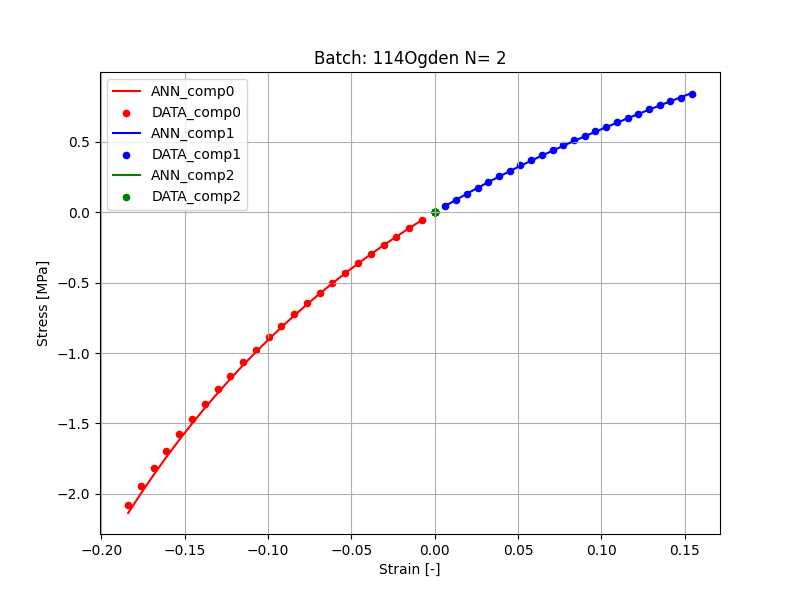 Batch: 114Ogden N= 2
ANN_comp0
DATA_comp0
ANN_comp1
DATA_comp1
ANN_comp2
DATA_comp2
0.5
0.0
−0.5
−1.0
−1.5
−2.0
Stress [MPa]
−0.20 −0.15 −0.10 −0.05 0.00 0.05 0.10 0.15
Strain [-]